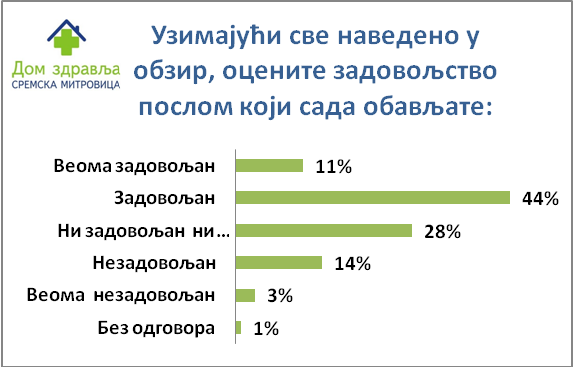 Дом здравља
СРЕМСКА МИТРОВИЦА
Узимајући све наведено у
обзир, оцените задовољство
послом који сада обављате:
Веома задовољан 11%
Задовољан 44%
Ни задовољан ни... 28%
Незадовољан 14%
Веома незадовољан 3%
Без одговора 1%